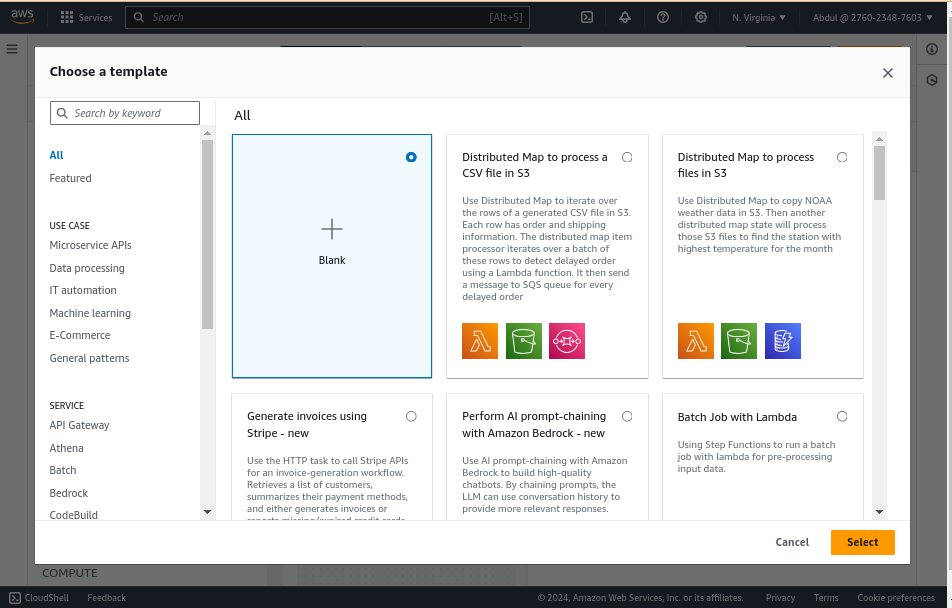 aws
Services
Search
[Alt+S]
N. Virginia
Abdul @ 2760-2348-7603
Choose a template
Search by keyword
All
Featured
USE CASE
Microservice APIs
Data processing
IT automation
Machine learning
E-Commerce
General patterns
SERVICE
API Gateway
Athena
Batch
Bedrock
CodeBuild
All
Blank
Distributed Map to process a
CSV file in S3
Use Distributed Map to iterate over
the rows of a generated CSV file in S3.
Each row has order and shipping
information. The distributed map item
processor iterates over a batch of
these rows to detect delayed order
using a Lambda function. It then send
a message to SQS queue for every
delayed order
Distributed Map to process
files in S3
Use Distributed Map to copy NOAA
weather data in S3. Then another
distributed map state will process
those S3 files to find the station with
highest temperature for the month
Generate invoices using
Stripe - new
Use the HTTP task to call Stripe APIs
for an invoice-generation workflow.
Retrieves a list of customers,
summarizes their payment methods,
and either generates invoices or
reports missing/expired credit cards
Perform AI prompt-chaining
with Amazon Bedrock - new
Use AI prompt-chaining with Amazon
Bedrock to build high-quality
chatbots. By chaining prompts, the
LLM can use conversation history to
provide more relevant responses.
Batch Job with Lambda
Using Step Functions to run a batch
job with lambda for pre-processing
input data.
Cancel
Select
COMPUTE
CloudShell
Feedback
© 2024, Amazon Web Services, Inc. or its affiliates.
Privacy
Terms
Cookie preferences